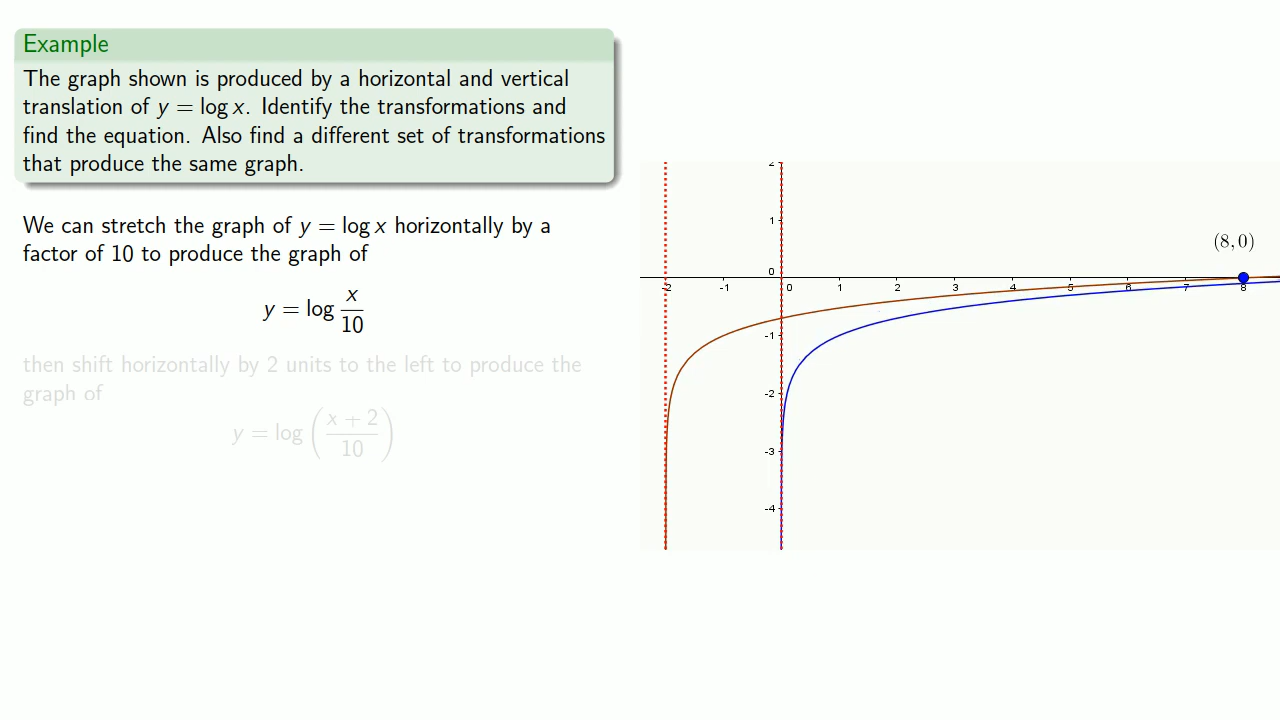 Example
The graph shown is produced by a horizontal and vertical
translation of y = log x. Identify the transformations and
find the equation. Also find a different set of transformations
that produce the same graph.
We can stretch the graph of y = log x horizontally by a
factor of 10 to produce the graph of
y = log x/10
then shift horizontally by 2 units to the left to produce the
graph of
y = log ((x + 2)/10)
2
1
(8, 0)
0
-2 -1 0 1 2 3 4 5 6 7 8
-1
-2
-3
-4